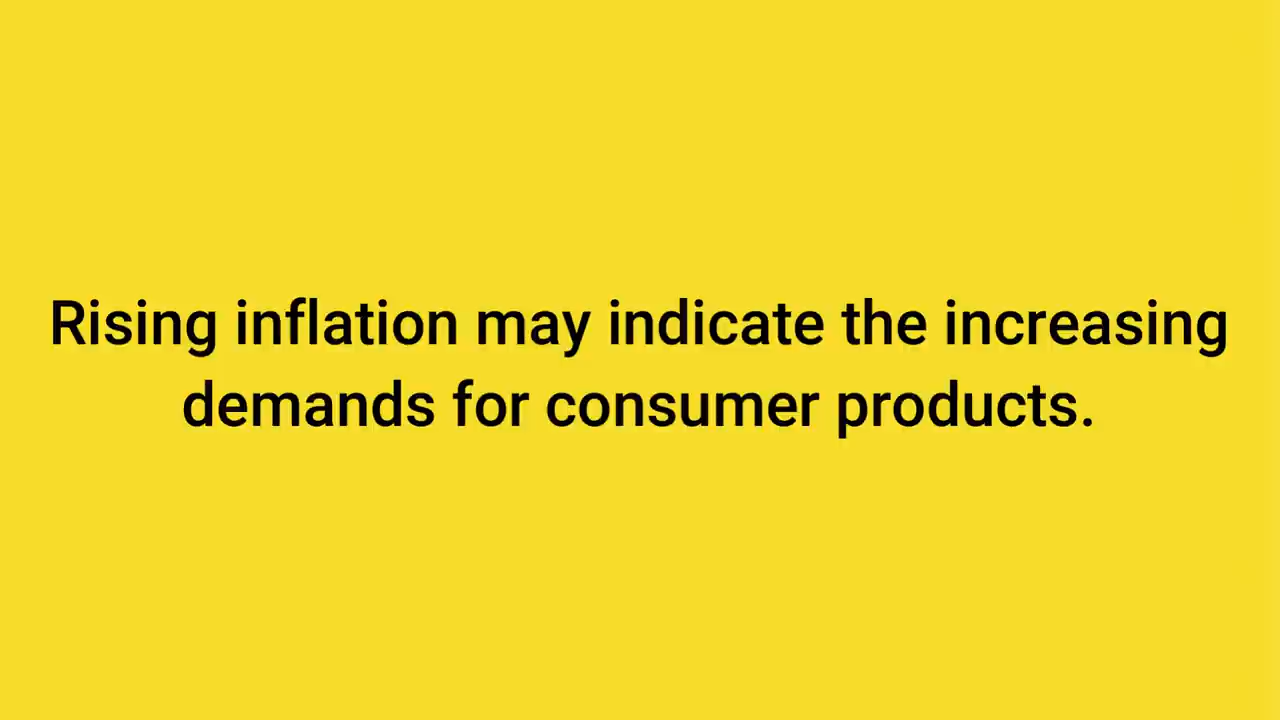 Rising inflation may indicate the increasing
demands for consumer products.